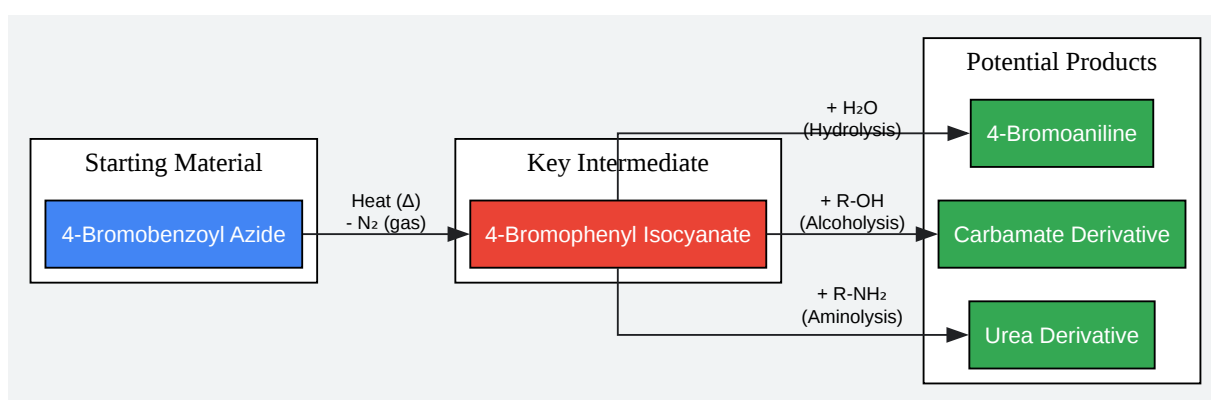 Starting Material
4-Bromobenzoyl Azide
Heat (Δ)
- N₂ (gas)
Key Intermediate
4-Bromophenyl Isocyanate
+ H₂O
(Hydrolysis)
+ R-OH
(Alcoholysis)
+ R-NH₂
(Aminolysis)
Potential Products
4-Bromoaniline
Carbamate Derivative
Urea Derivative